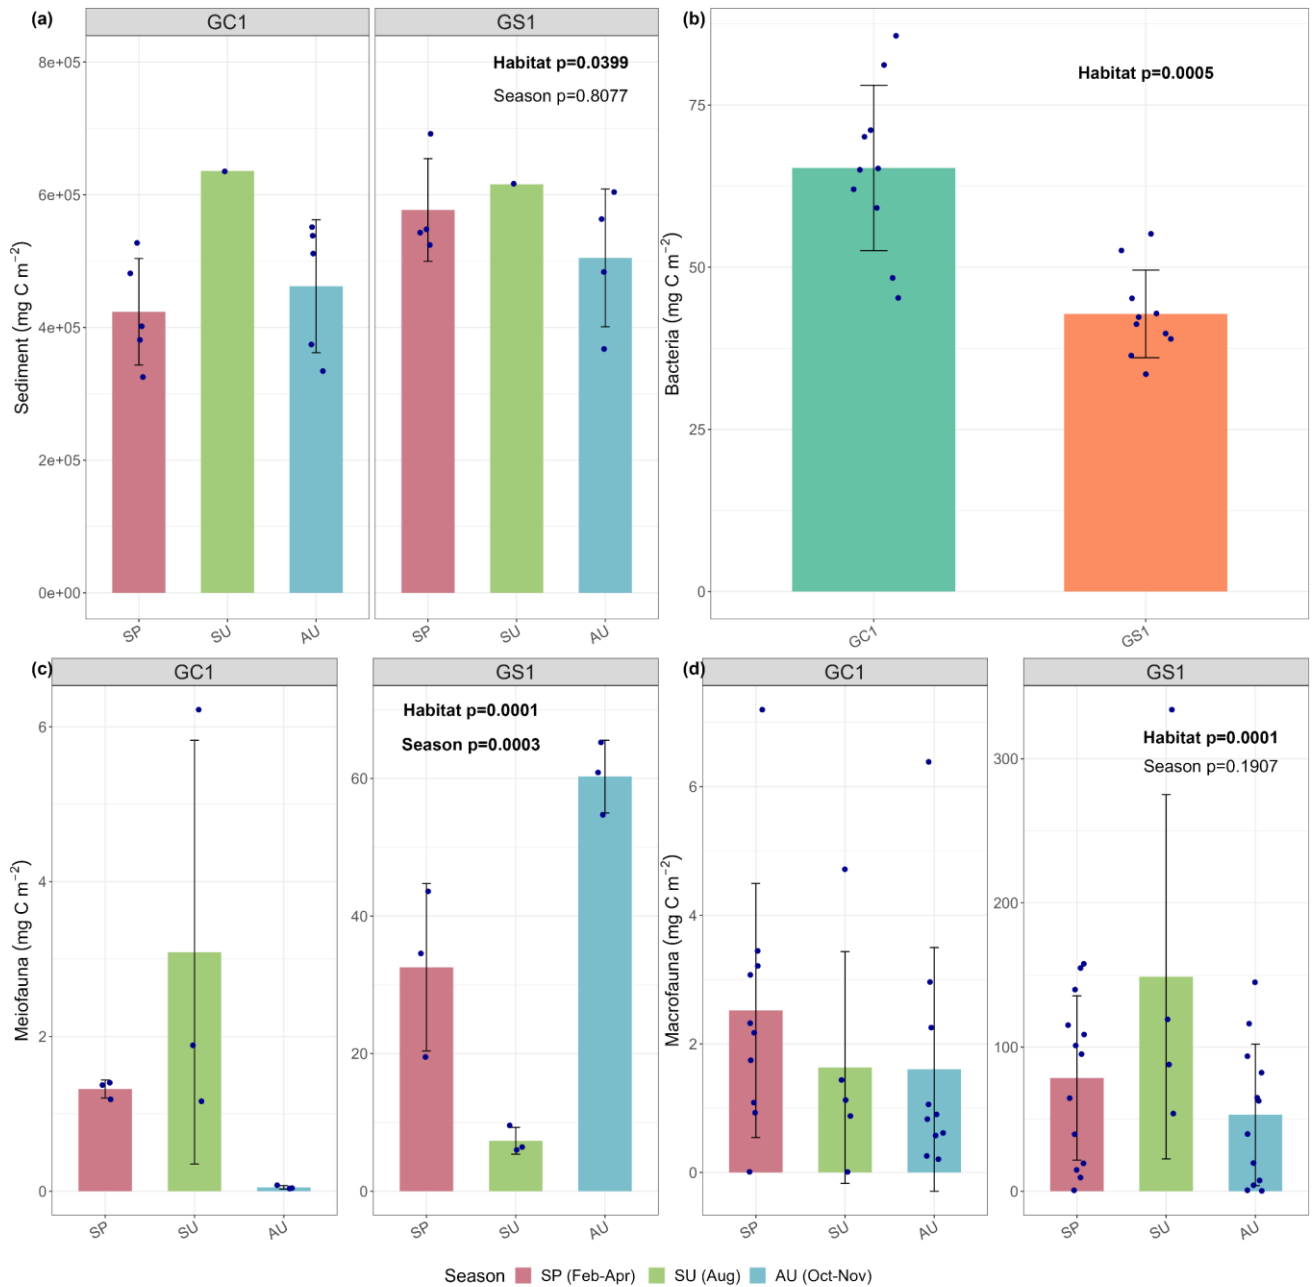 (a)
GC1
GS1
Habitat p=0.0399
Season p=0.8077
8e+05
6e+05
4e+05
2e+05
0e+00
Sediment (mg C m−2)
SP
SU
AU
SP
SU
AU
(b)
Habitat p=0.0005
75
50
25
0
Bacteria (mg C m−2)
GC1
GS1
(c)
GC1
GS1
Habitat p=0.0001
Season p=0.0003
6
4
2
0
60
40
20
0
Meiofauna (mg C m−2)
SP
SU
AU
SP
SU
AU
(d)
GC1
GS1
Habitat p=0.0001
Season p=0.1907
6
4
2
0
300
200
100
0
Macrofauna (mg C m−2)
SP
SU
AU
SP
SU
AU
Season SP (Feb-Apr) SU (Aug) AU (Oct-Nov)